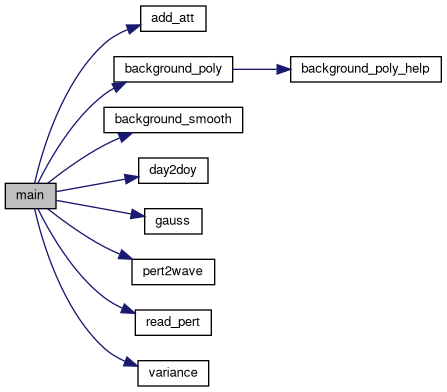 add_att
background_poly
background_poly_help
background_smooth
day2doy
main
gauss
pert2wave
read_pert
variance